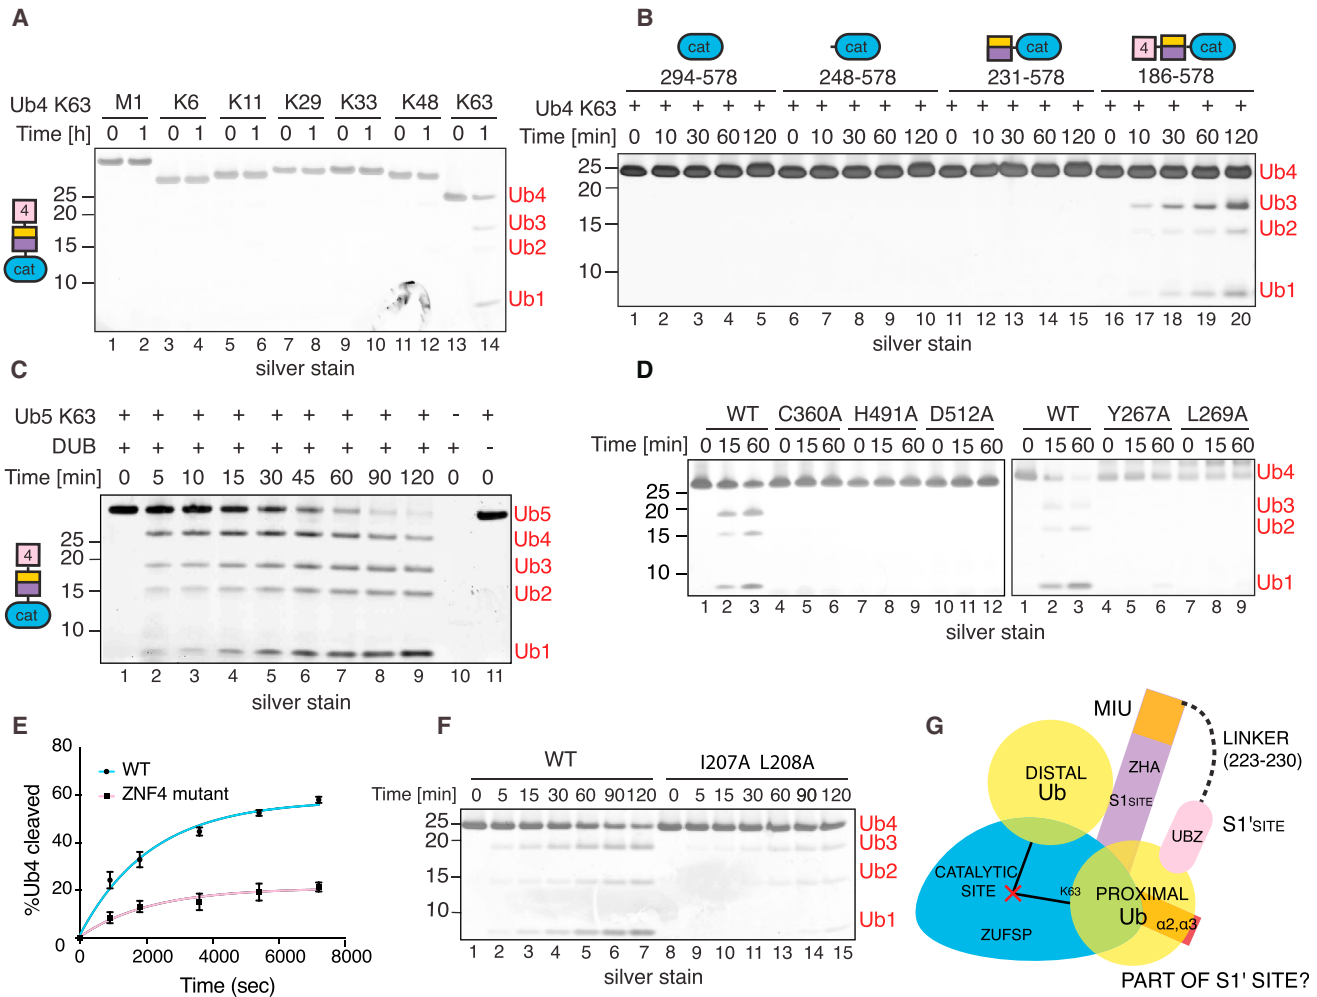 A
Ub4 K63 M1 K6 K11 K29 K33 K48 K63
Time [h] 0 1 0 1 0 1 0 1 0 1 0 1 0 1
25
20
15
10
4
cat
Ub4
Ub3
Ub2
Ub1
1 2 3 4 5 6 7 8 9 10 11 12 13 14
silver stain
B
cat cat cat 4 cat
294-578 248-578 231-578 186-578
Ub4 K63 + + + + + + + + + + + + + + + + + + + +
Time [min] 0 10 30 60 120 0 10 30 60 120 0 10 30 60 120 0 10 30 60 120
25
20
15
10
Ub4
Ub3
Ub2
Ub1
1 2 3 4 5 6 7 8 9 10 11 12 13 14 15 16 17 18 19 20
silver stain
C
Ub5 K63 + + + + + + + + + - +
DUB + + + + + + + + + + -
Time [min] 0 5 10 15 30 45 60 90 120 0 0
25
20
15
10
4
cat
Ub5
Ub4
Ub3
Ub2
Ub1
1 2 3 4 5 6 7 8 9 10 11
silver stain
D
WT C360A H491A D512A WT Y267A L269A
Time [min] 0 15 60 0 15 60 0 15 60 0 15 60 0 15 60 0 15 60 0 15 60
25
20
15
10
Ub4
Ub3
Ub2
Ub1
1 2 3 4 5 6 7 8 9 10 11 12 1 2 3 4 5 6 7 8 9
silver stain
E
%Ub4 cleaved
80
60
40
20
0
WT
ZNF4 mutant
0 2000 4000 6000 8000
Time (sec)
F
WT I207A L208A
Time [min] 0 5 15 30 60 90 120 0 5 15 30 60 90 120
25
20
15
10
Ub4
Ub3
Ub2
Ub1
1 2 3 4 5 6 7 8 9 10 11 12 13 14 15
silver stain
G
MIU
LINKER
(223-230)
ZHA
DISTAL
Ub
S1SITE
S1'SITE
UBZ
CATALYTIC
SITE
K63
PROXIMAL
Ub
α2,α3
ZUFSP
PART OF S1' SITE?